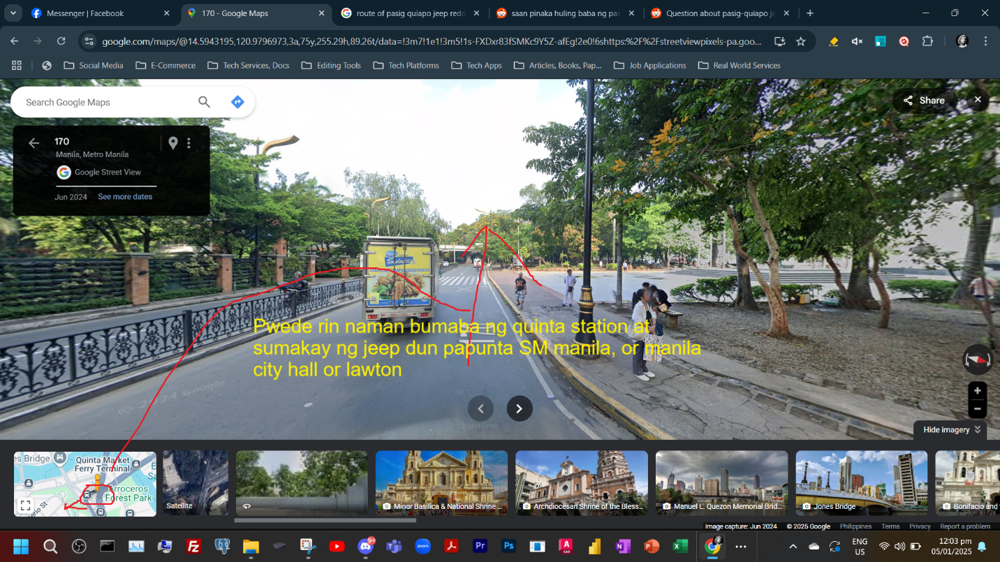 Messenger | Facebook
170 - Google Maps
route of pasig quiapo jeep redd
saan pinaka huling baba ng pas
Question about pasig-quiapo je
google.com/maps/@14.5943195,120.9796973,3a,75y,255.29h,89.26t/data=!3m7!1e1!3m5!1s-FXDxr83fSMKc9Y5Z-afEg!2e0!6shttps:%2F%2Fstreetviewpixels-pa.goo...
Social Media
E-Commerce
Tech Services, Docs
Editing Tools
Tech Platforms
Tech Apps
Articles, Books, Pap...
Job Applications
Real World Services
Search Google Maps
Share
170
Manila, Metro Manila
Google Street View
Jun 2024 See more dates
Pwede rin naman bumaba ng quinta station at
sumakay ng jeep dun papunta SM manila, or manila
city hall or lawton
© 2024 Google
© 2024 Google
Hide imagery
es Bridge
Quinta Market
Ferry Terminal
Arroceros
Forest Park
Satellite
Minor Basilica & National Shrine ...
Archdiocesan Shrine of the Bless...
Manuel L. Quezon Memorial Brid...
Jones Bridge
Bonifacio and
Image capture: Jun 2024 © 2025 Google Philippines Terms Privacy Report a problem
9+
ENG
US
12:03 pm
05/01/2025